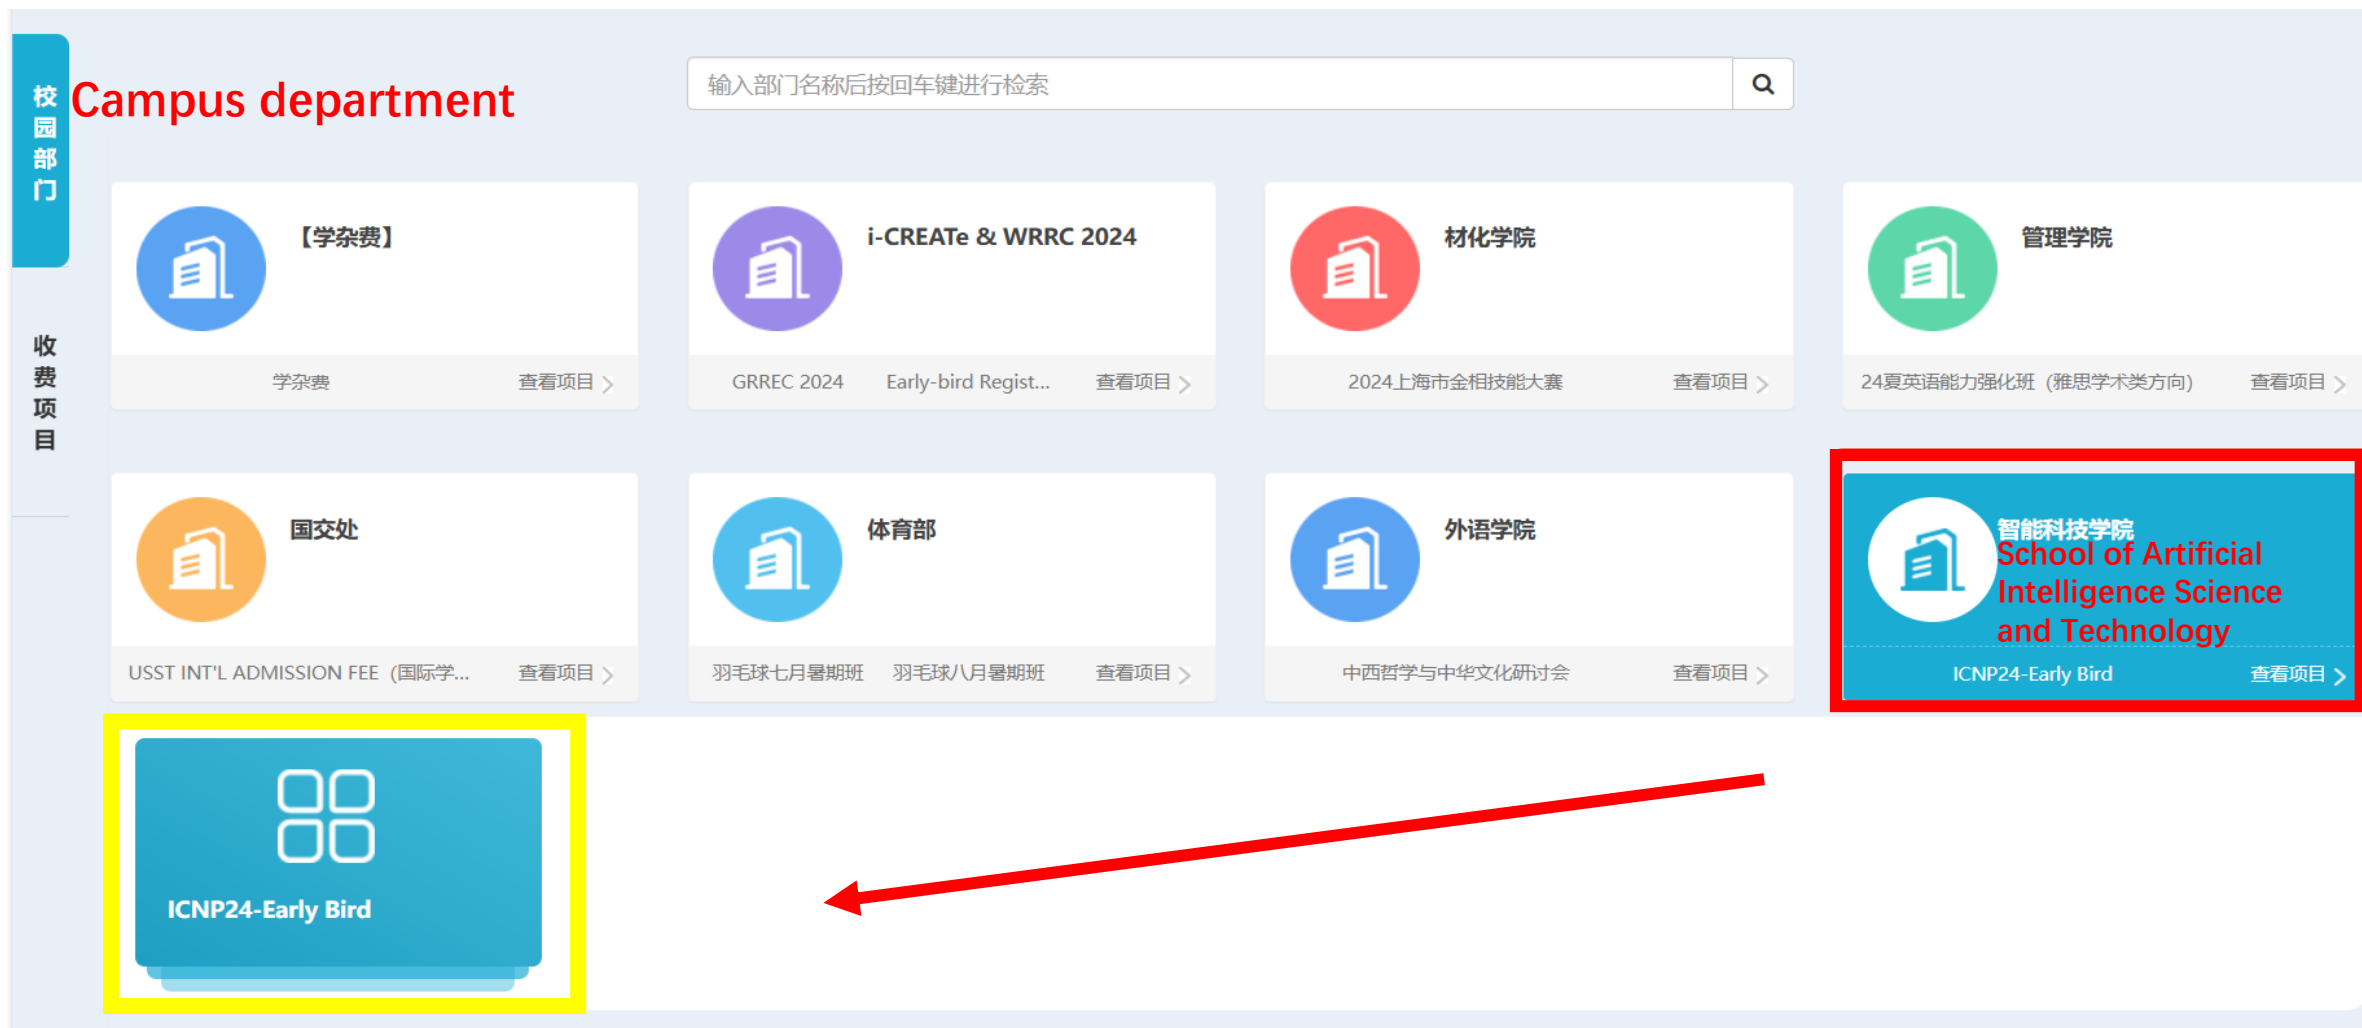 校园部门
Campus department
输入部门名称后按回车键进行检索
收费项目
【学杂费】
学杂费 查看项目
i-CREATe & WRRC 2024
GRREC 2024 Early-bird Regist... 查看项目
材化学院
2024上海市金相技能大赛 查看项目
管理学院
24夏英语能力强化班（雅思学术类方向） 查看项目
国交处
USST INT'L ADMISSION FEE（国际学... 查看项目
体育部
羽毛球七月暑期班 羽毛球八月暑期班 查看项目
外语学院
中西哲学与中华文化研讨会 查看项目
智能科技学院
School of Artificial
Intelligence Science
and Technology
ICNP24-Early Bird 查看项目
ICNP24-Early Bird